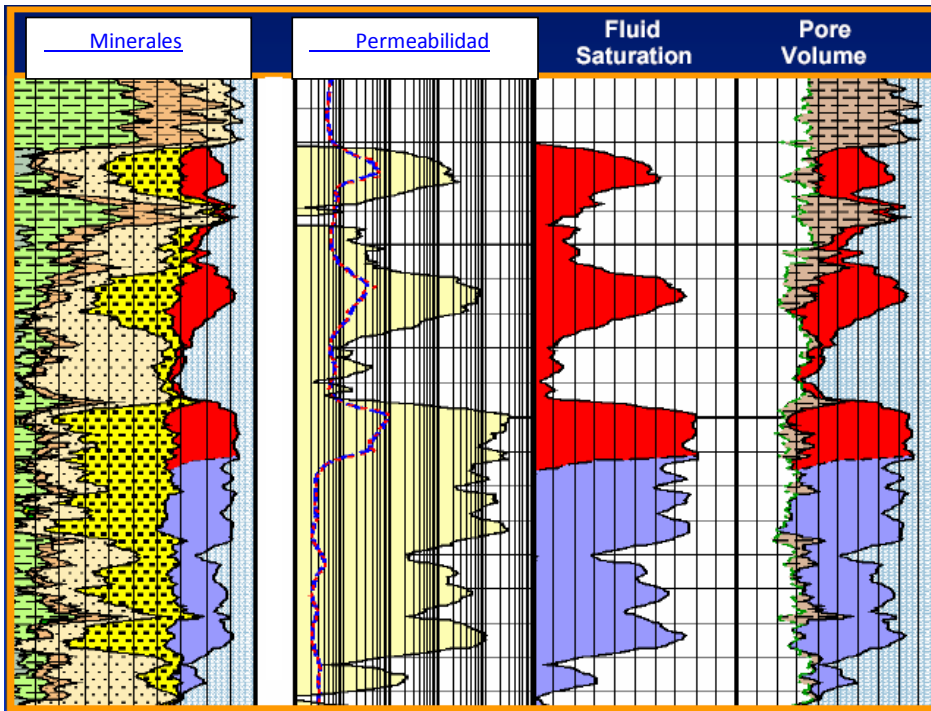 Minerales
Permeabilidad
Fluid
Saturation
Pore
Volume